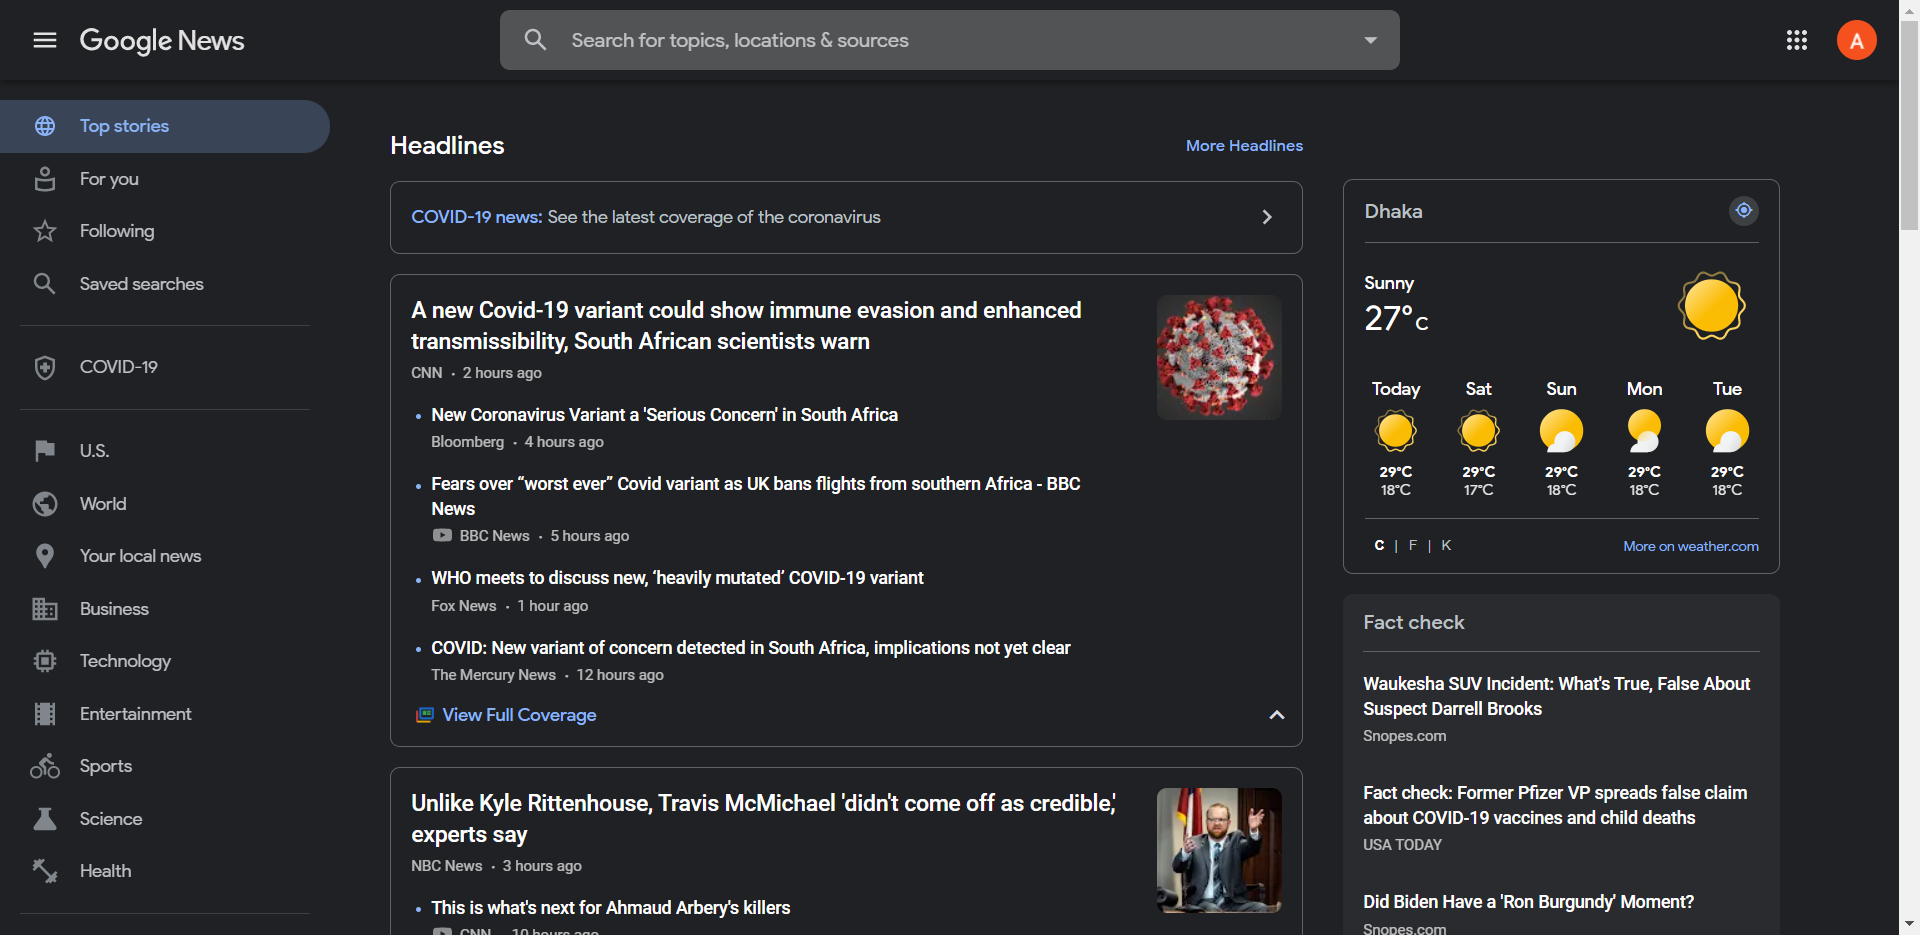 Google News
Search for topics, locations & sources
A
Top stories
For you
Following
Saved searches
COVID-19
U.S.
World
Your local news
Business
Technology
Entertainment
Sports
Science
Health
Headlines
More Headlines
COVID-19 news: See the latest coverage of the coronavirus
A new Covid-19 variant could show immune evasion and enhanced
transmissibility, South African scientists warn
CNN · 2 hours ago
New Coronavirus Variant a 'Serious Concern' in South Africa
Bloomberg · 4 hours ago
Fears over “worst ever” Covid variant as UK bans flights from southern Africa - BBC
News
BBC News · 5 hours ago
WHO meets to discuss new, ‘heavily mutated’ COVID-19 variant
Fox News · 1 hour ago
COVID: New variant of concern detected in South Africa, implications not yet clear
The Mercury News · 12 hours ago
View Full Coverage
Unlike Kyle Rittenhouse, Travis McMichael 'didn't come off as credible,'
experts say
NBC News · 3 hours ago
This is what's next for Ahmaud Arbery's killers
CNN · 10 hours ago
Dhaka
Sunny
27°C
Today Sat Sun Mon Tue
29°C 29°C 29°C 29°C 29°C
18°C 17°C 18°C 18°C 18°C
C | F | K
More on weather.com
Fact check
Waukesha SUV Incident: What's True, False About
Suspect Darrell Brooks
Snopes.com
Fact check: Former Pfizer VP spreads false claim
about COVID-19 vaccines and child deaths
USA TODAY
Did Biden Have a 'Ron Burgundy' Moment?
Snopes.com